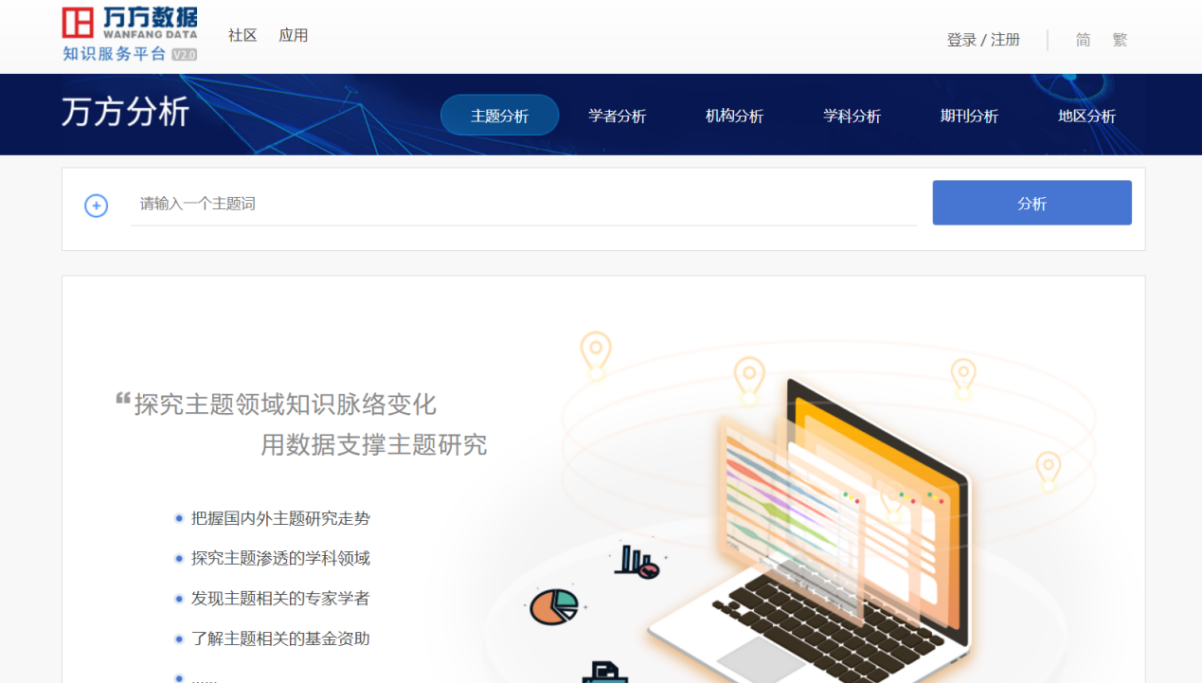 万方数据
WANFANG DATA
知识服务平台 V2.0
社区 应用
登录 / 注册 简 繁
万方分析
主题分析 学者分析 机构分析 学科分析 期刊分析 地区分析
请输入一个主题词
分析
“探究主题领域知识脉络变化
用数据支撑主题研究
把握国内外主题研究走势
探究主题渗透的学科领域
发现主题相关的专家学者
了解主题相关的基金资助
......